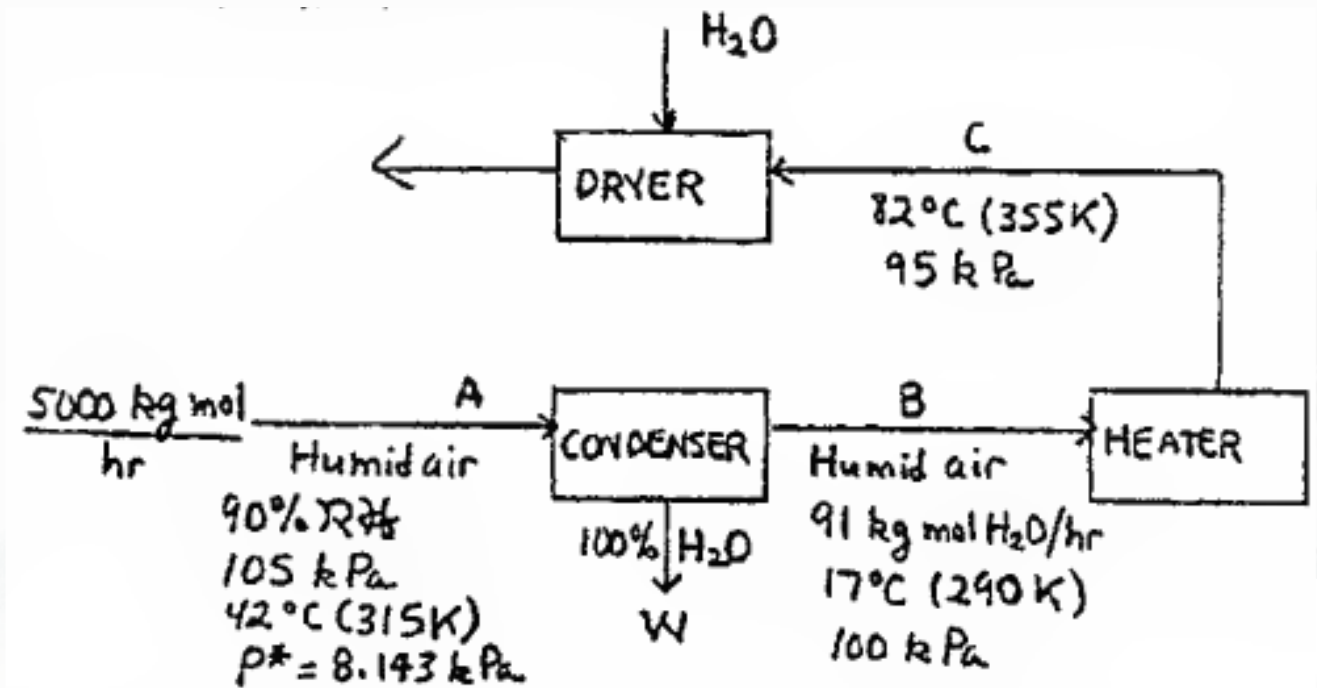 H₂O
DRYER
C
82°C (355K)
95 kPa
5000 kg mol
hr
A
Humid air
90% RH
105 kPa
42°C (315K)
p* = 8.143 kPa
CONDENSER
100% H₂O
W
B
Humid air
91 kg mol H₂O/hr
17°C (290K)
100 kPa
HEATER